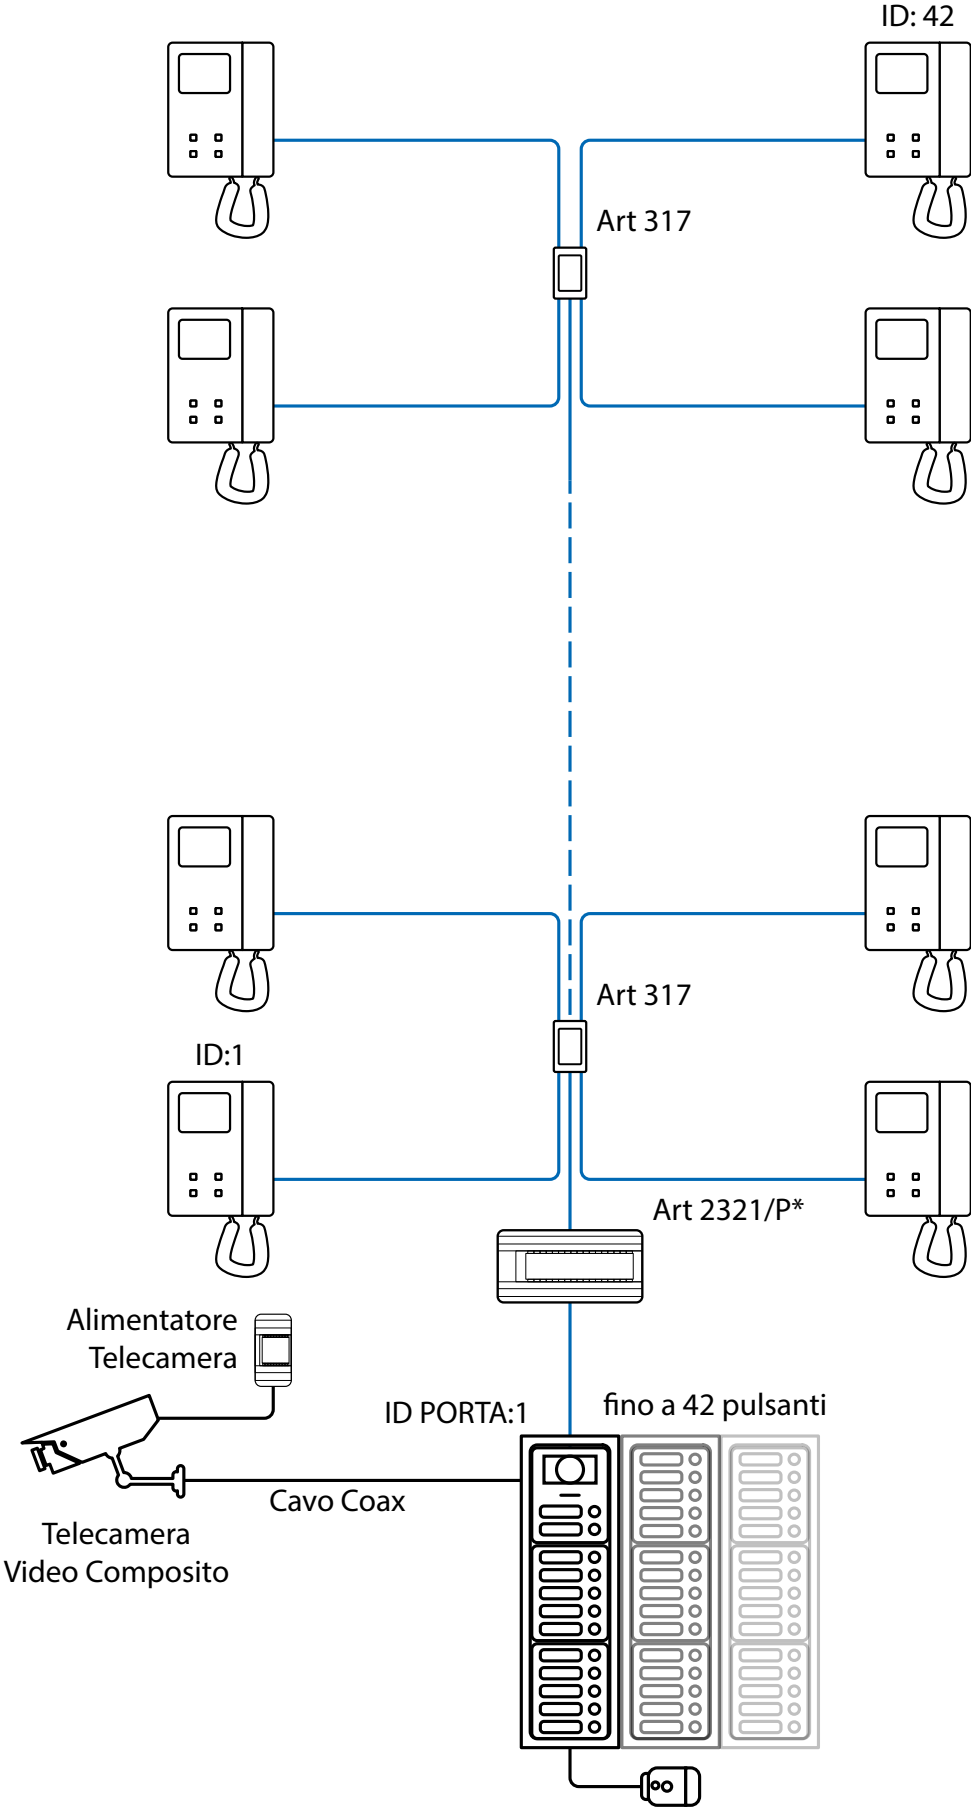 ID: 42
Art 317
Art 317
ID:1
Art 2321/P*
Alimentatore
Telecamera
ID PORTA:1
fino a 42 pulsanti
Cavo Coax
Telecamera
Video Composito